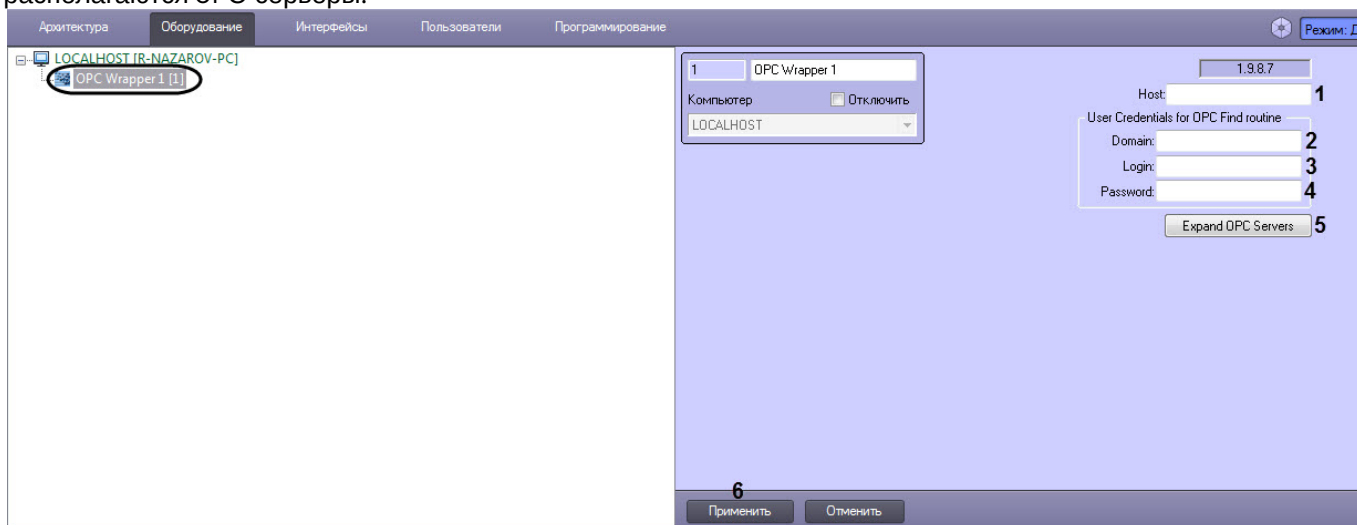 располагаются OPC-серверы.
Архитектура Оборудование Интерфейсы Пользователи Программирование Режим: Д
LOCALHOST [R-NAZAROV-PC]
OPC Wrapper 1 [1]
1 OPC Wrapper 1
Компьютер Отключить
LOCALHOST
1.9.8.7
Host: 1
User Credentials for OPC Find routine
Domain: 2
Login: 3
Password: 4
Expand OPC Servers 5
6
Применить Отменить